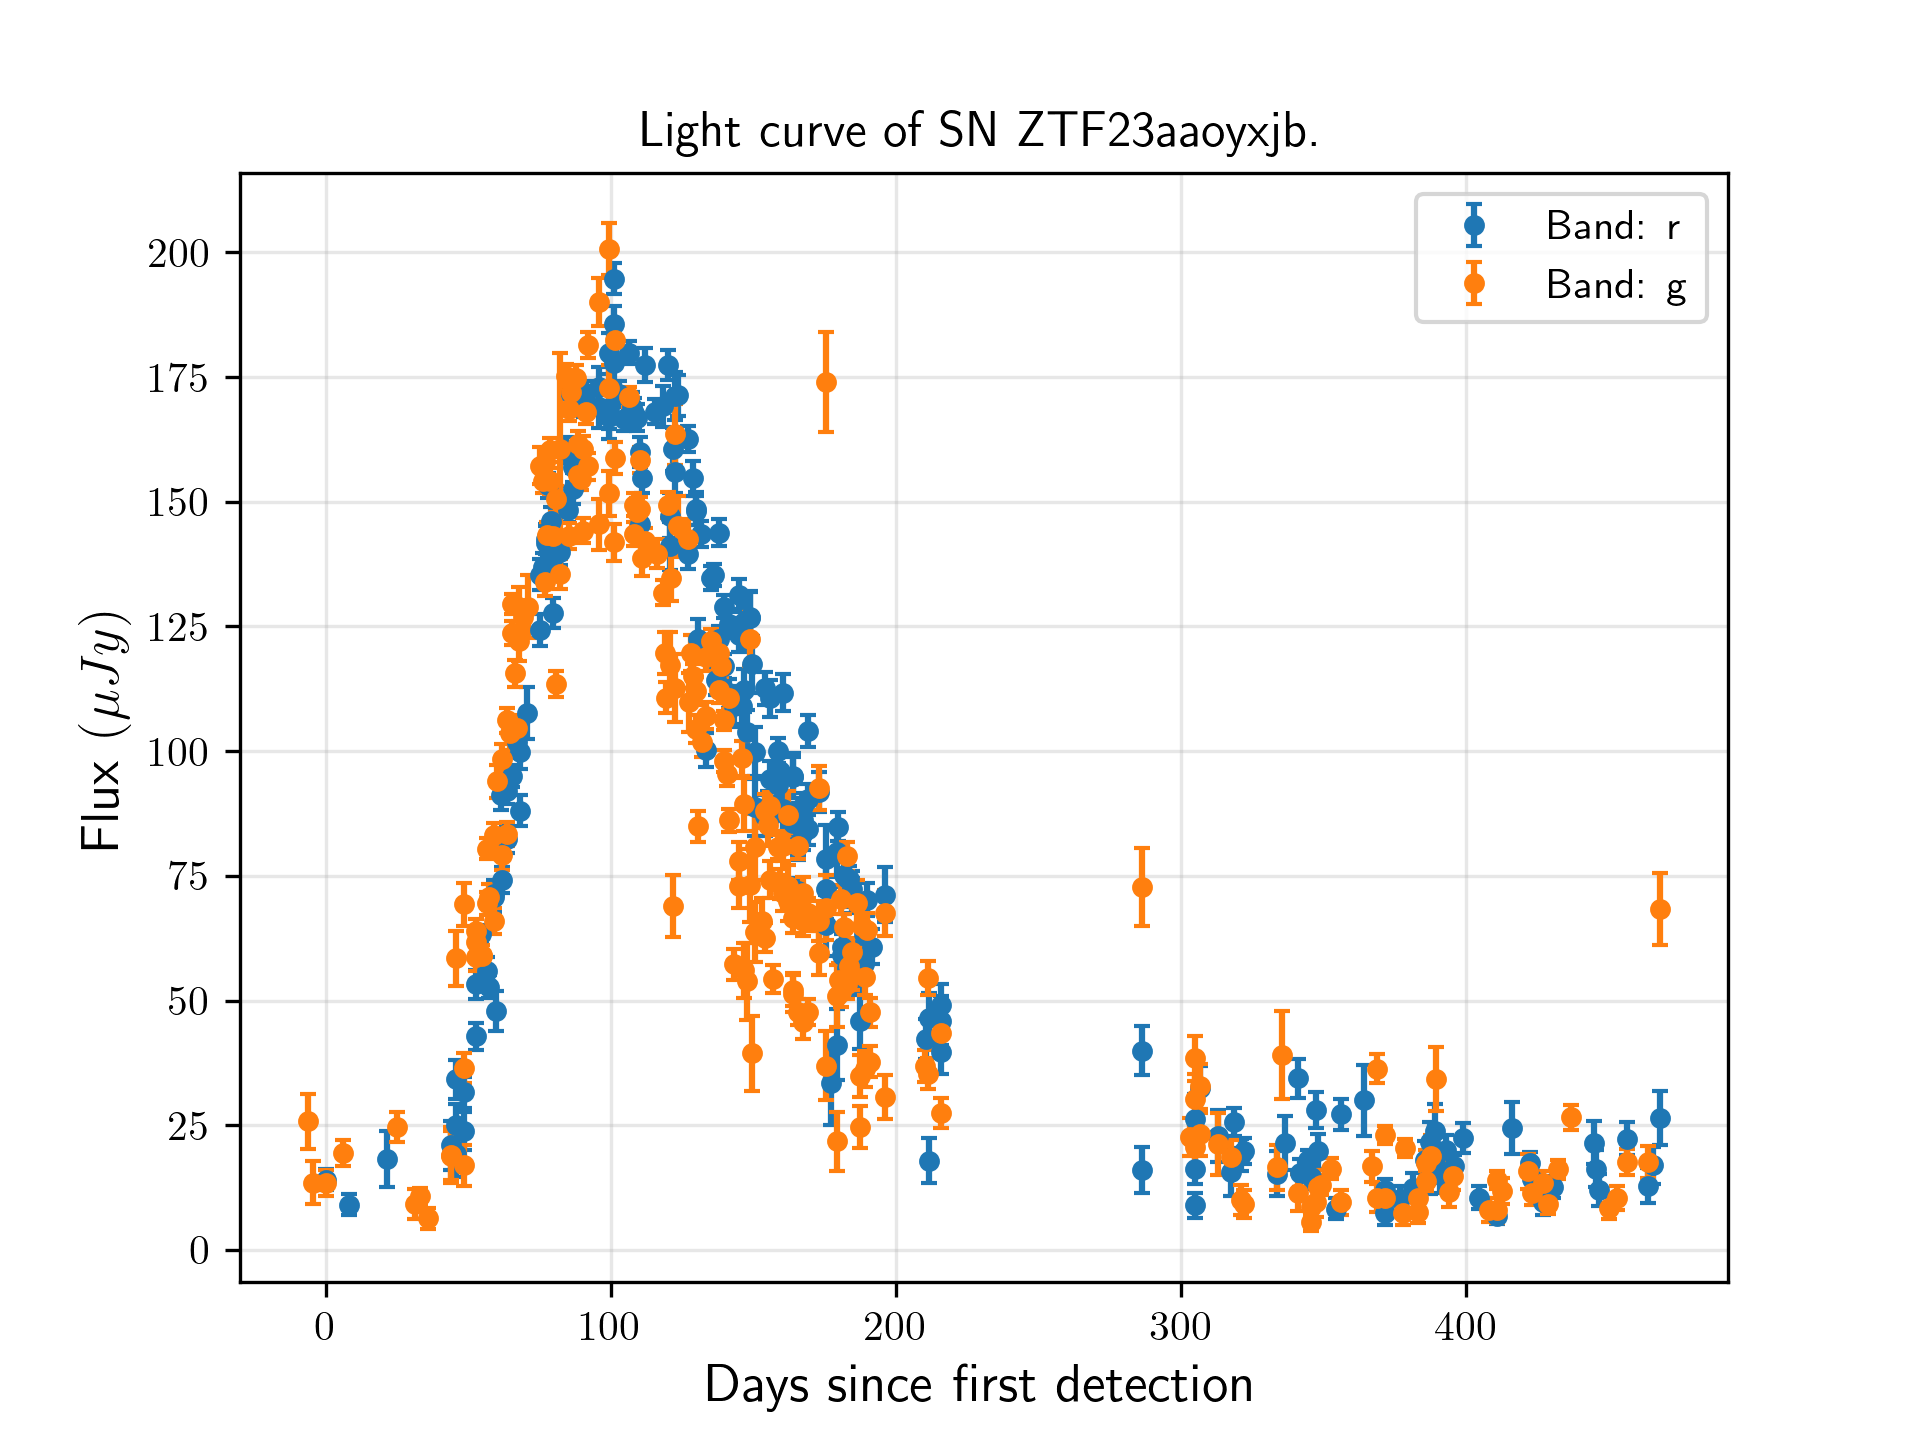 Light curve of SN ZTF23aaoyxjb.
Band: r
Band: g
200
175
150
125
100
75
50
25
0
Flux (μJy)
0 100 200 300 400
Days since first detection